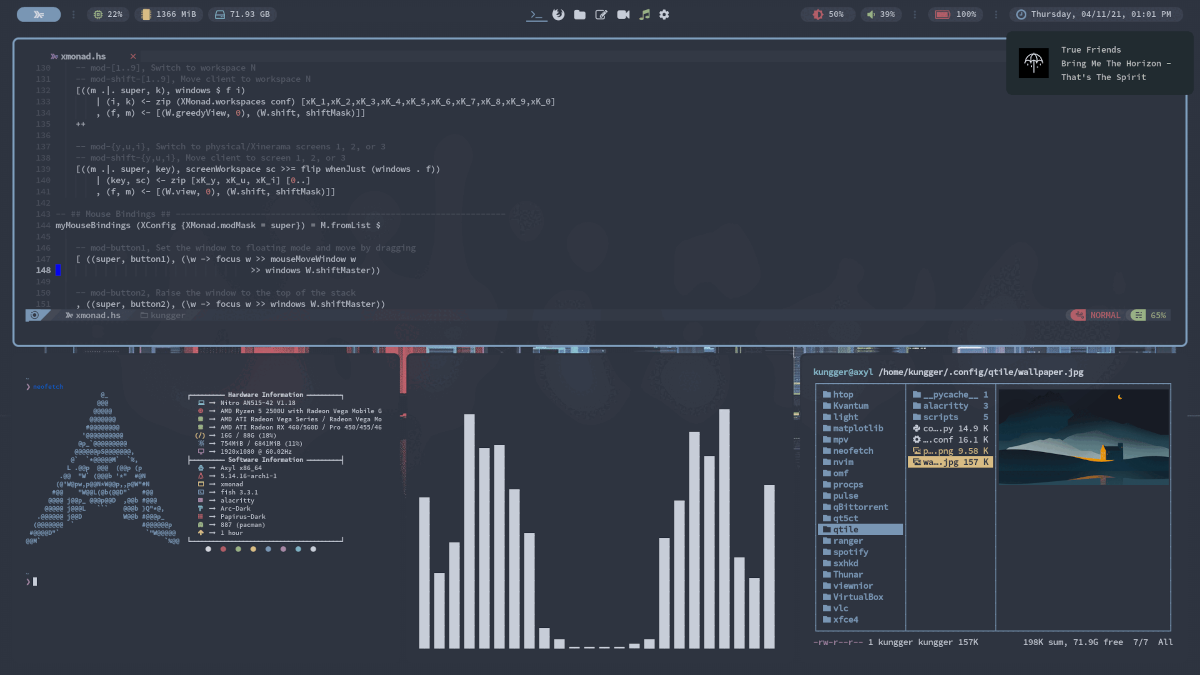 22%
1366 MiB
71.93 GB
50%
39%
100%
Thursday, 04/11/21, 01:01 PM
True Friends
Bring Me The Horizon -
That's The Spirit
xmonad.hs ×
130 -- mod-[1..9], Switch to workspace N
131 -- mod-shift-[1..9], Move client to workspace N
132 [((m .|. super, k), windows $ f i)
133 | (i, k) <- zip (XMonad.workspaces conf) [xK_1,xK_2,xK_3,xK_4,xK_5,xK_6,xK_7,xK_8,xK_9,xK_0]
134 , (f, m) <- [(W.greedyView, 0), (W.shift, shiftMask)]]
135 ++
136
137 -- mod-{y,u,i}, Switch to physical/Xinerama screens 1, 2, or 3
138 -- mod-shift-{y,u,i}, Move client to screen 1, 2, or 3
139 [((m .|. super, key), screenWorkspace sc >>= flip whenJust (windows . f))
140 | (key, sc) <- zip [xK_y, xK_u, xK_i] [0..]
141 , (f, m) <- [(W.view, 0), (W.shift, shiftMask)]]
142
143 -- ## Mouse Bindings ##
144 myMouseBindings (XConfig {XMonad.modMask = super}) = M.fromList $
145
146 -- mod-button1, Set the window to floating mode and move by dragging
147 [ ((super, button1), (\w -> focus w >> mouseMoveWindow w
148 >> windows W.shiftMaster))
149
150 -- mod-button2, Raise the window to the top of the stack
151 , ((super, button2), (\w -> focus w >> windows W.shiftMaster))
xmonad.hs kungger NORMAL 65%
~
❯ neofetch
Hardware Information
Nitro AN515-42 V1.18
AMD Ryzen 5 2500U with Radeon Vega Mobile G
AMD ATI Radeon Vega Series / Radeon Vega Mo
AMD ATI Radeon RX 460/560D / Pro 450/455/46
16G / 88G (18%)
754MiB / 6841MiB (11%)
1920x1080 @ 60.02Hz
Software Information
Axyl x86_64
5.14.16-arch1-1
xmonad
fish 3.3.1
alacritty
Arc-Dark
Papirus-Dark
887 (pacman)
1 hour
~
❯
kungger@axyl /home/kungger/.config/qtile/wallpaper.jpg
htop
Kvantum
light
matplotlib
mpv
neofetch
nvim
omf
procps
pulse
qBittorrent
qt5ct
qtile
ranger
spotify
sxhkd
Thunar
viewnior
VirtualBox
vlc
xfce4
__pycache__ 1
alacritty 3
scripts 5
co….py 14.9 K
….conf 16.1 K
p….png 9.58 K
wa….jpg 157 K
-rw-r--r-- 1 kungger kungger 157K
198K sum, 71.9G free 7/7 All